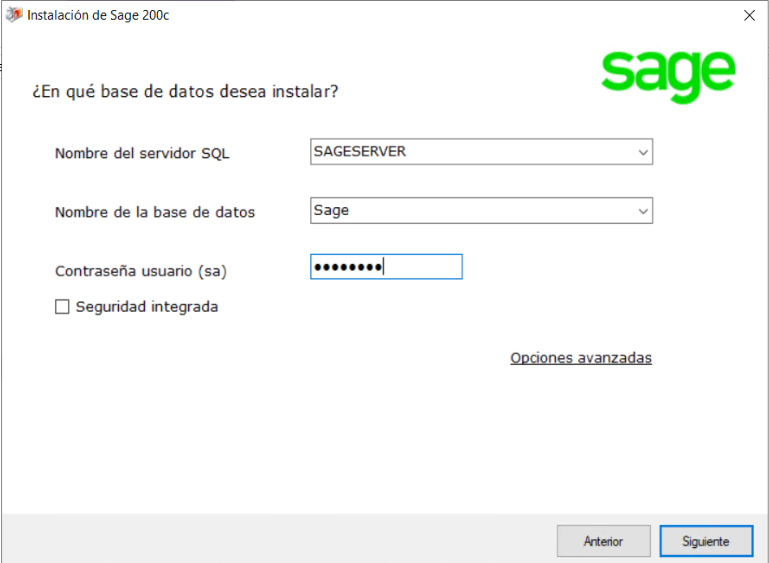 Instalación de Sage 200c
sage
¿En qué base de datos desea instalar?
Nombre del servidor SQL SAGESERVER
Nombre de la base de datos Sage
Contraseña usuario (sa) ••••••••
Seguridad integrada
Opciones avanzadas
Anterior Siguiente